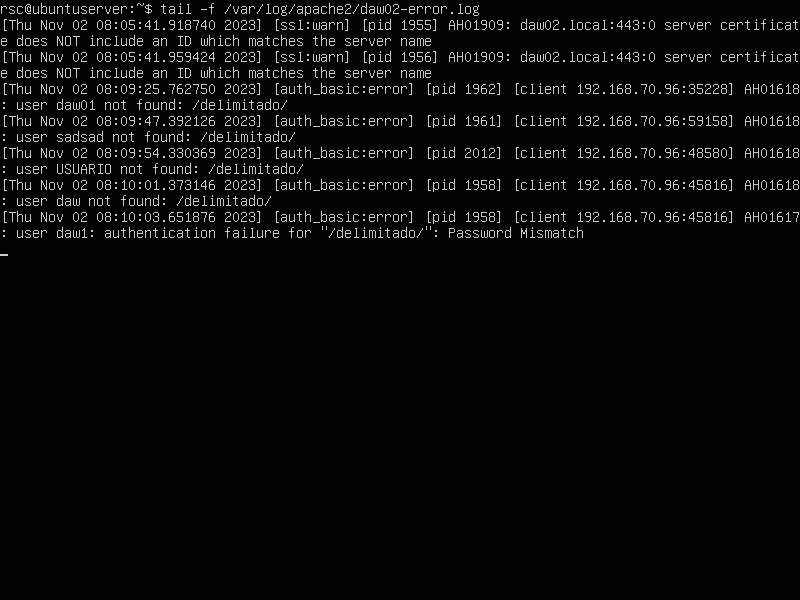 rsc@ubuntuserver:~$ tail -f /var/log/apache2/daw02-error.log
[Thu Nov 02 08:05:41.918740 2023] [ssl:warn] [pid 1955] AH01909: daw02.local:443:0 server certificat
e does NOT include an ID which matches the server name
[Thu Nov 02 08:05:41.959424 2023] [ssl:warn] [pid 1956] AH01909: daw02.local:443:0 server certificat
e does NOT include an ID which matches the server name
[Thu Nov 02 08:09:25.762750 2023] [auth_basic:error] [pid 1962] [client 192.168.70.96:35228] AH01618
: user daw01 not found: /delimitado/
[Thu Nov 02 08:09:47.392126 2023] [auth_basic:error] [pid 1961] [client 192.168.70.96:59158] AH01618
: user sadsad not found: /delimitado/
[Thu Nov 02 08:09:54.330369 2023] [auth_basic:error] [pid 2012] [client 192.168.70.96:48580] AH01618
: user USUARIO not found: /delimitado/
[Thu Nov 02 08:10:01.373146 2023] [auth_basic:error] [pid 1958] [client 192.168.70.96:45816] AH01618
: user daw not found: /delimitado/
[Thu Nov 02 08:10:03.651876 2023] [auth_basic:error] [pid 1958] [client 192.168.70.96:45816] AH01617
: user daw1: authentication failure for "/delimitado/": Password Mismatch